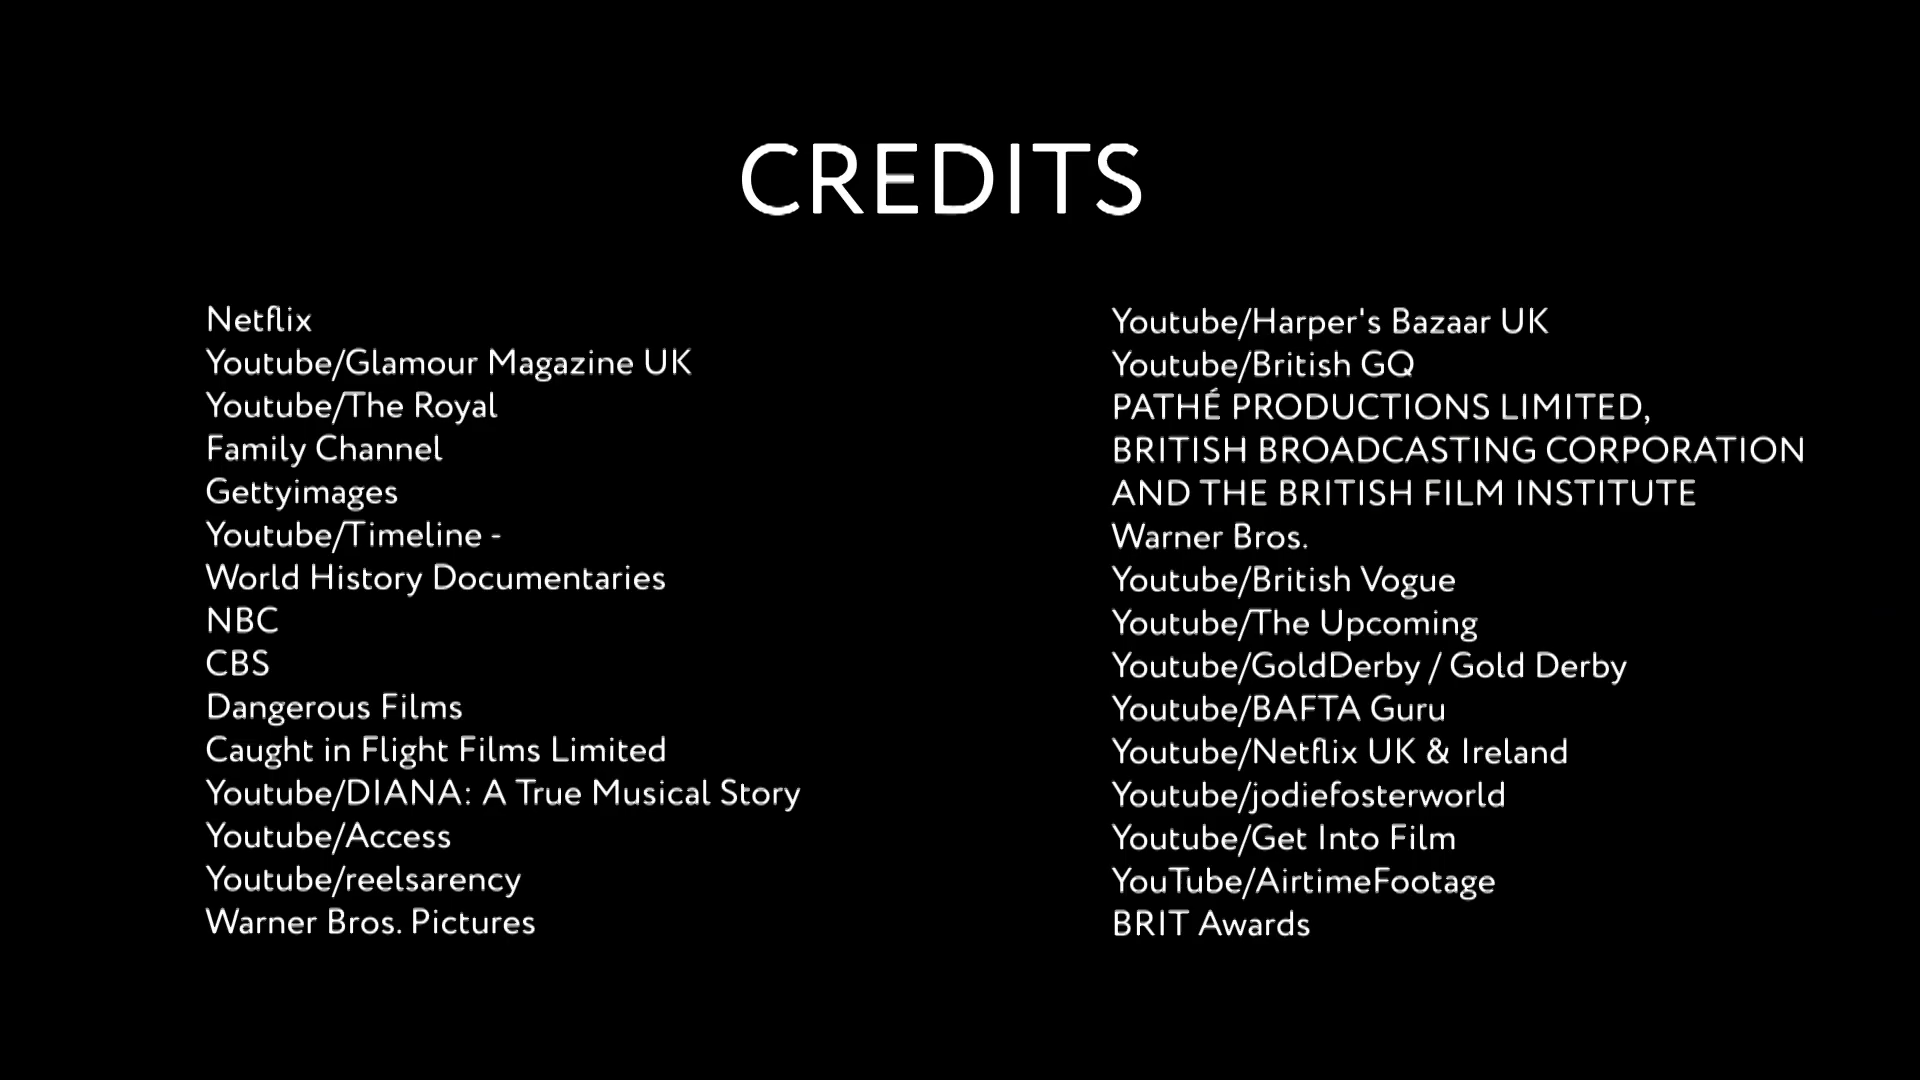 CREDITS
Netflix
Youtube/Glamour Magazine UK
Youtube/The Royal
Family Channel
Gettyimages
Youtube/Timeline -
World History Documentaries
NBC
CBS
Dangerous Films
Caught in Flight Films Limited
Youtube/DIANA: A True Musical Story
Youtube/Access
Youtube/reelsarency
Warner Bros. Pictures
Youtube/Harper's Bazaar UK
Youtube/British GQ
PATHÉ PRODUCTIONS LIMITED,
BRITISH BROADCASTING CORPORATION
AND THE BRITISH FILM INSTITUTE
Warner Bros.
Youtube/British Vogue
Youtube/The Upcoming
Youtube/GoldDerby / Gold Derby
Youtube/BAFTA Guru
Youtube/Netflix UK & Ireland
Youtube/jodiefosterworld
Youtube/Get Into Film
YouTube/AirtimeFootage
BRIT Awards